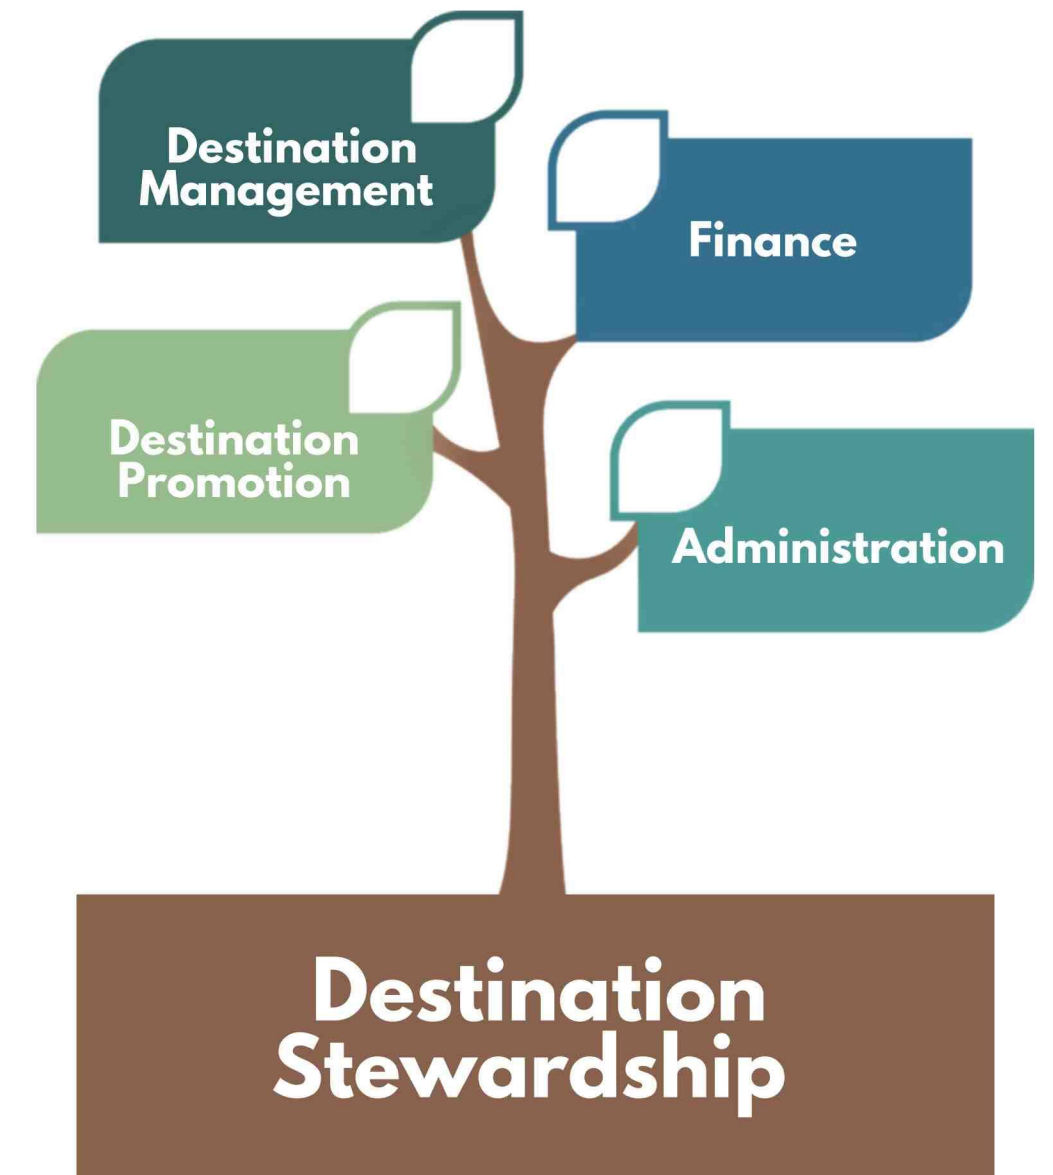 Destination
Management
Finance
Destination
Promotion
Administration
Destination
Stewardship